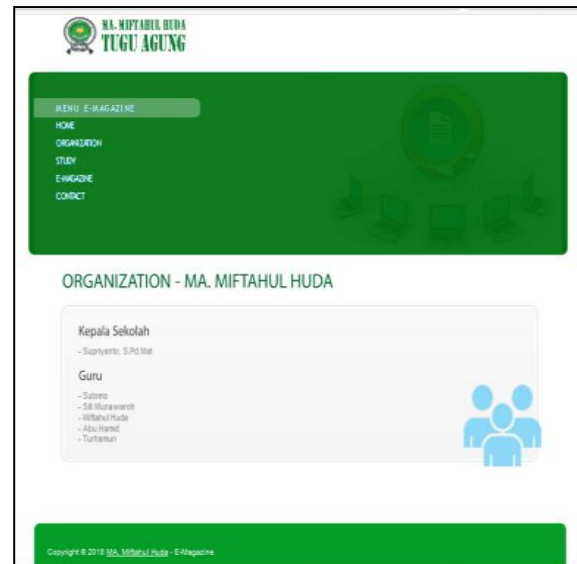 MA. MIFTAHUL HUDA
TUGU AGUNG
MENU E-MAGAZINE
HOME
ORGANIZATION
STUDY
E-MAGAZINE
CONTACT
ORGANIZATION - MA. MIFTAHUL HUDA
Kepala Sekolah
- Supriyanto, S.Pd.Mat
Guru
- Sutomo
- Siti Munawaroh
- Miftahul Huda
- Abu Hamid
- Turhamun
Copyright © 2018 MA. Miftahul Huda - E-Magazine